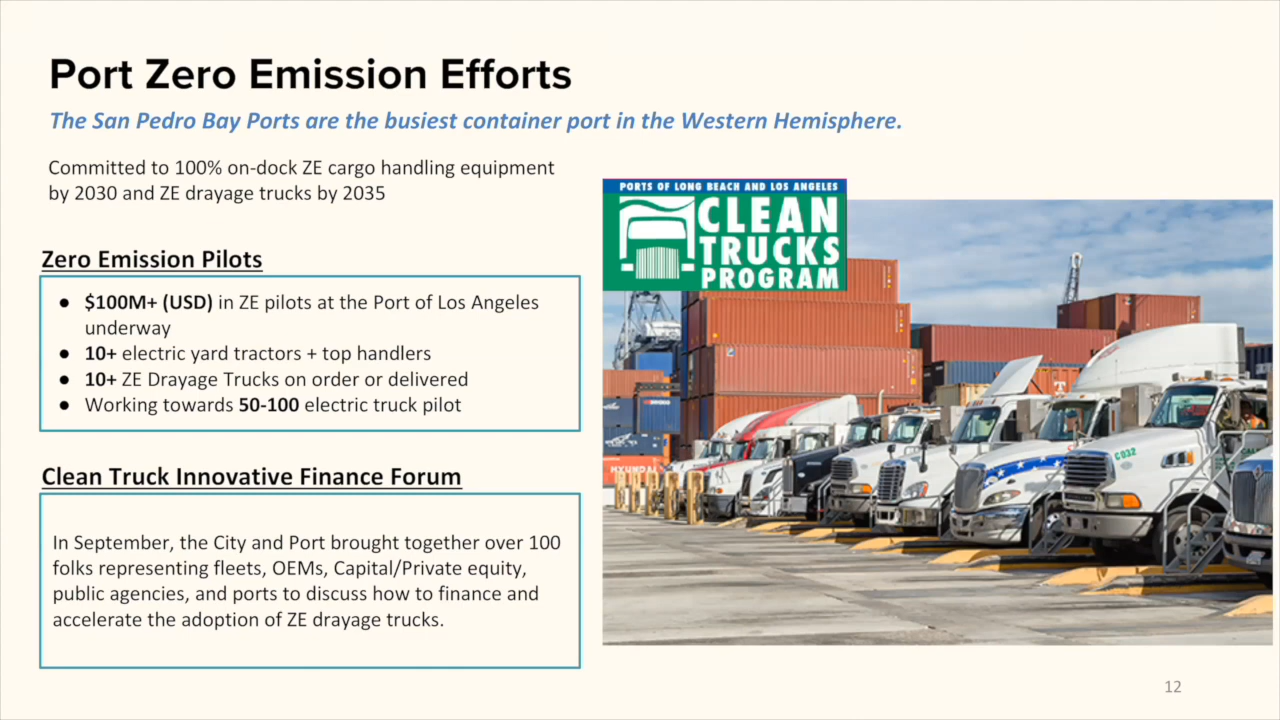 Port Zero Emission Efforts
The San Pedro Bay Ports are the busiest container port in the Western Hemisphere.
Committed to 100% on-dock ZE cargo handling equipment
by 2030 and ZE drayage trucks by 2035
Zero Emission Pilots
● $100M+ (USD) in ZE pilots at the Port of Los Angeles
underway
● 10+ electric yard tractors + top handlers
● 10+ ZE Drayage Trucks on order or delivered
● Working towards 50-100 electric truck pilot
Clean Truck Innovative Finance Forum
In September, the City and Port brought together over 100
folks representing fleets, OEMs, Capital/Private equity,
public agencies, and ports to discuss how to finance and
accelerate the adoption of ZE drayage trucks.
PORTS OF LONG BEACH AND LOS ANGELES
CLEAN
TRUCKS
PROGRAM
HYUNDAI
C032
12